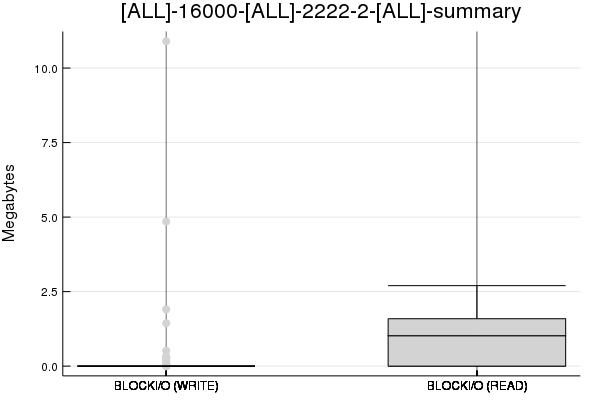 [ALL]-16000-[ALL]-2222-2-[ALL]-summary
Megabytes
10.0
7.5
5.0
2.5
0.0
BLOCKI/O (WRITE)
BLOCKI/O (READ)